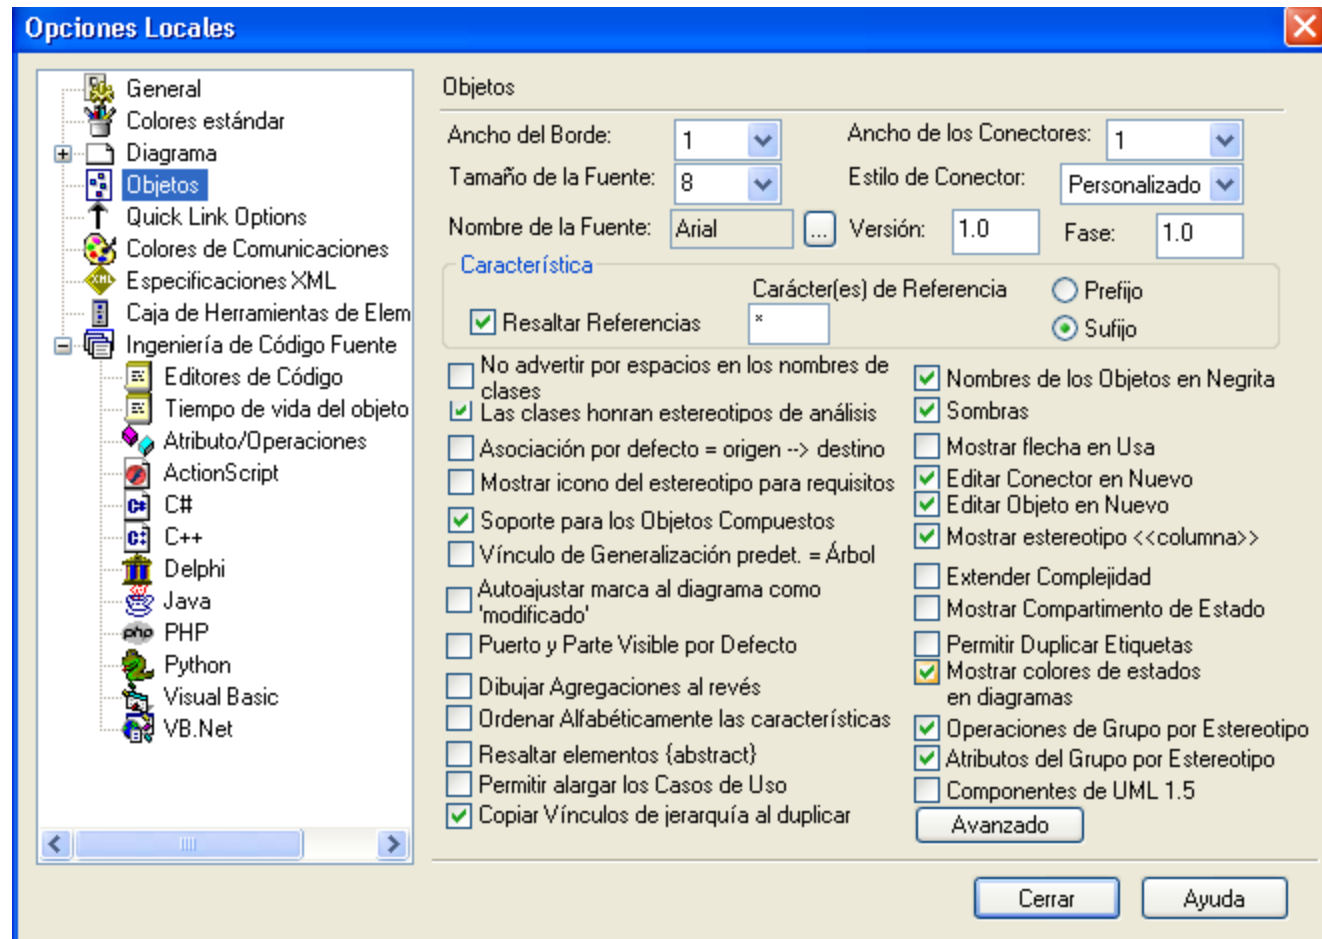 Opciones Locales
General
Colores estándar
Diagrama
Objetos
Quick Link Options
Colores de Comunicaciones
Especificaciones XML
Caja de Herramientas de Elem
Ingeniería de Código Fuente
Editores de Código
Tiempo de vida del objeto
Atributo/Operaciones
ActionScript
C#
C++
Delphi
Java
PHP
Python
Visual Basic
VB.Net
Objetos
Ancho del Borde: 1 Ancho de los Conectores: 1
Tamaño de la Fuente: 8 Estilo de Conector: Personalizado
Nombre de la Fuente: Arial ... Versión: 1.0 Fase: 1.0
Característica
Carácter(es) de Referencia Prefijo
Resaltar Referencias * Sufijo
No advertir por espacios en los nombres de
clases
Las clases honran estereotipos de análisis
Asociación por defecto = origen --> destino
Mostrar icono del estereotipo para requisitos
Soporte para los Objetos Compuestos
Vínculo de Generalización predet. = Árbol
Autoajustar marca al diagrama como
'modificado'
Puerto y Parte Visible por Defecto
Dibujar Agregaciones al revés
Ordenar Alfabéticamente las características
Resaltar elementos {abstract}
Permitir alargar los Casos de Uso
Copiar Vínculos de jerarquía al duplicar
Nombres de los Objetos en Negrita
Sombras
Mostrar flecha en Usa
Editar Conector en Nuevo
Editar Objeto en Nuevo
Mostrar estereotipo <<columna>>
Extender Complejidad
Mostrar Compartimento de Estado
Permitir Duplicar Etiquetas
Mostrar colores de estados
en diagramas
Operaciones de Grupo por Estereotipo
Atributos del Grupo por Estereotipo
Componentes de UML 1.5
Avanzado
Cerrar Ayuda